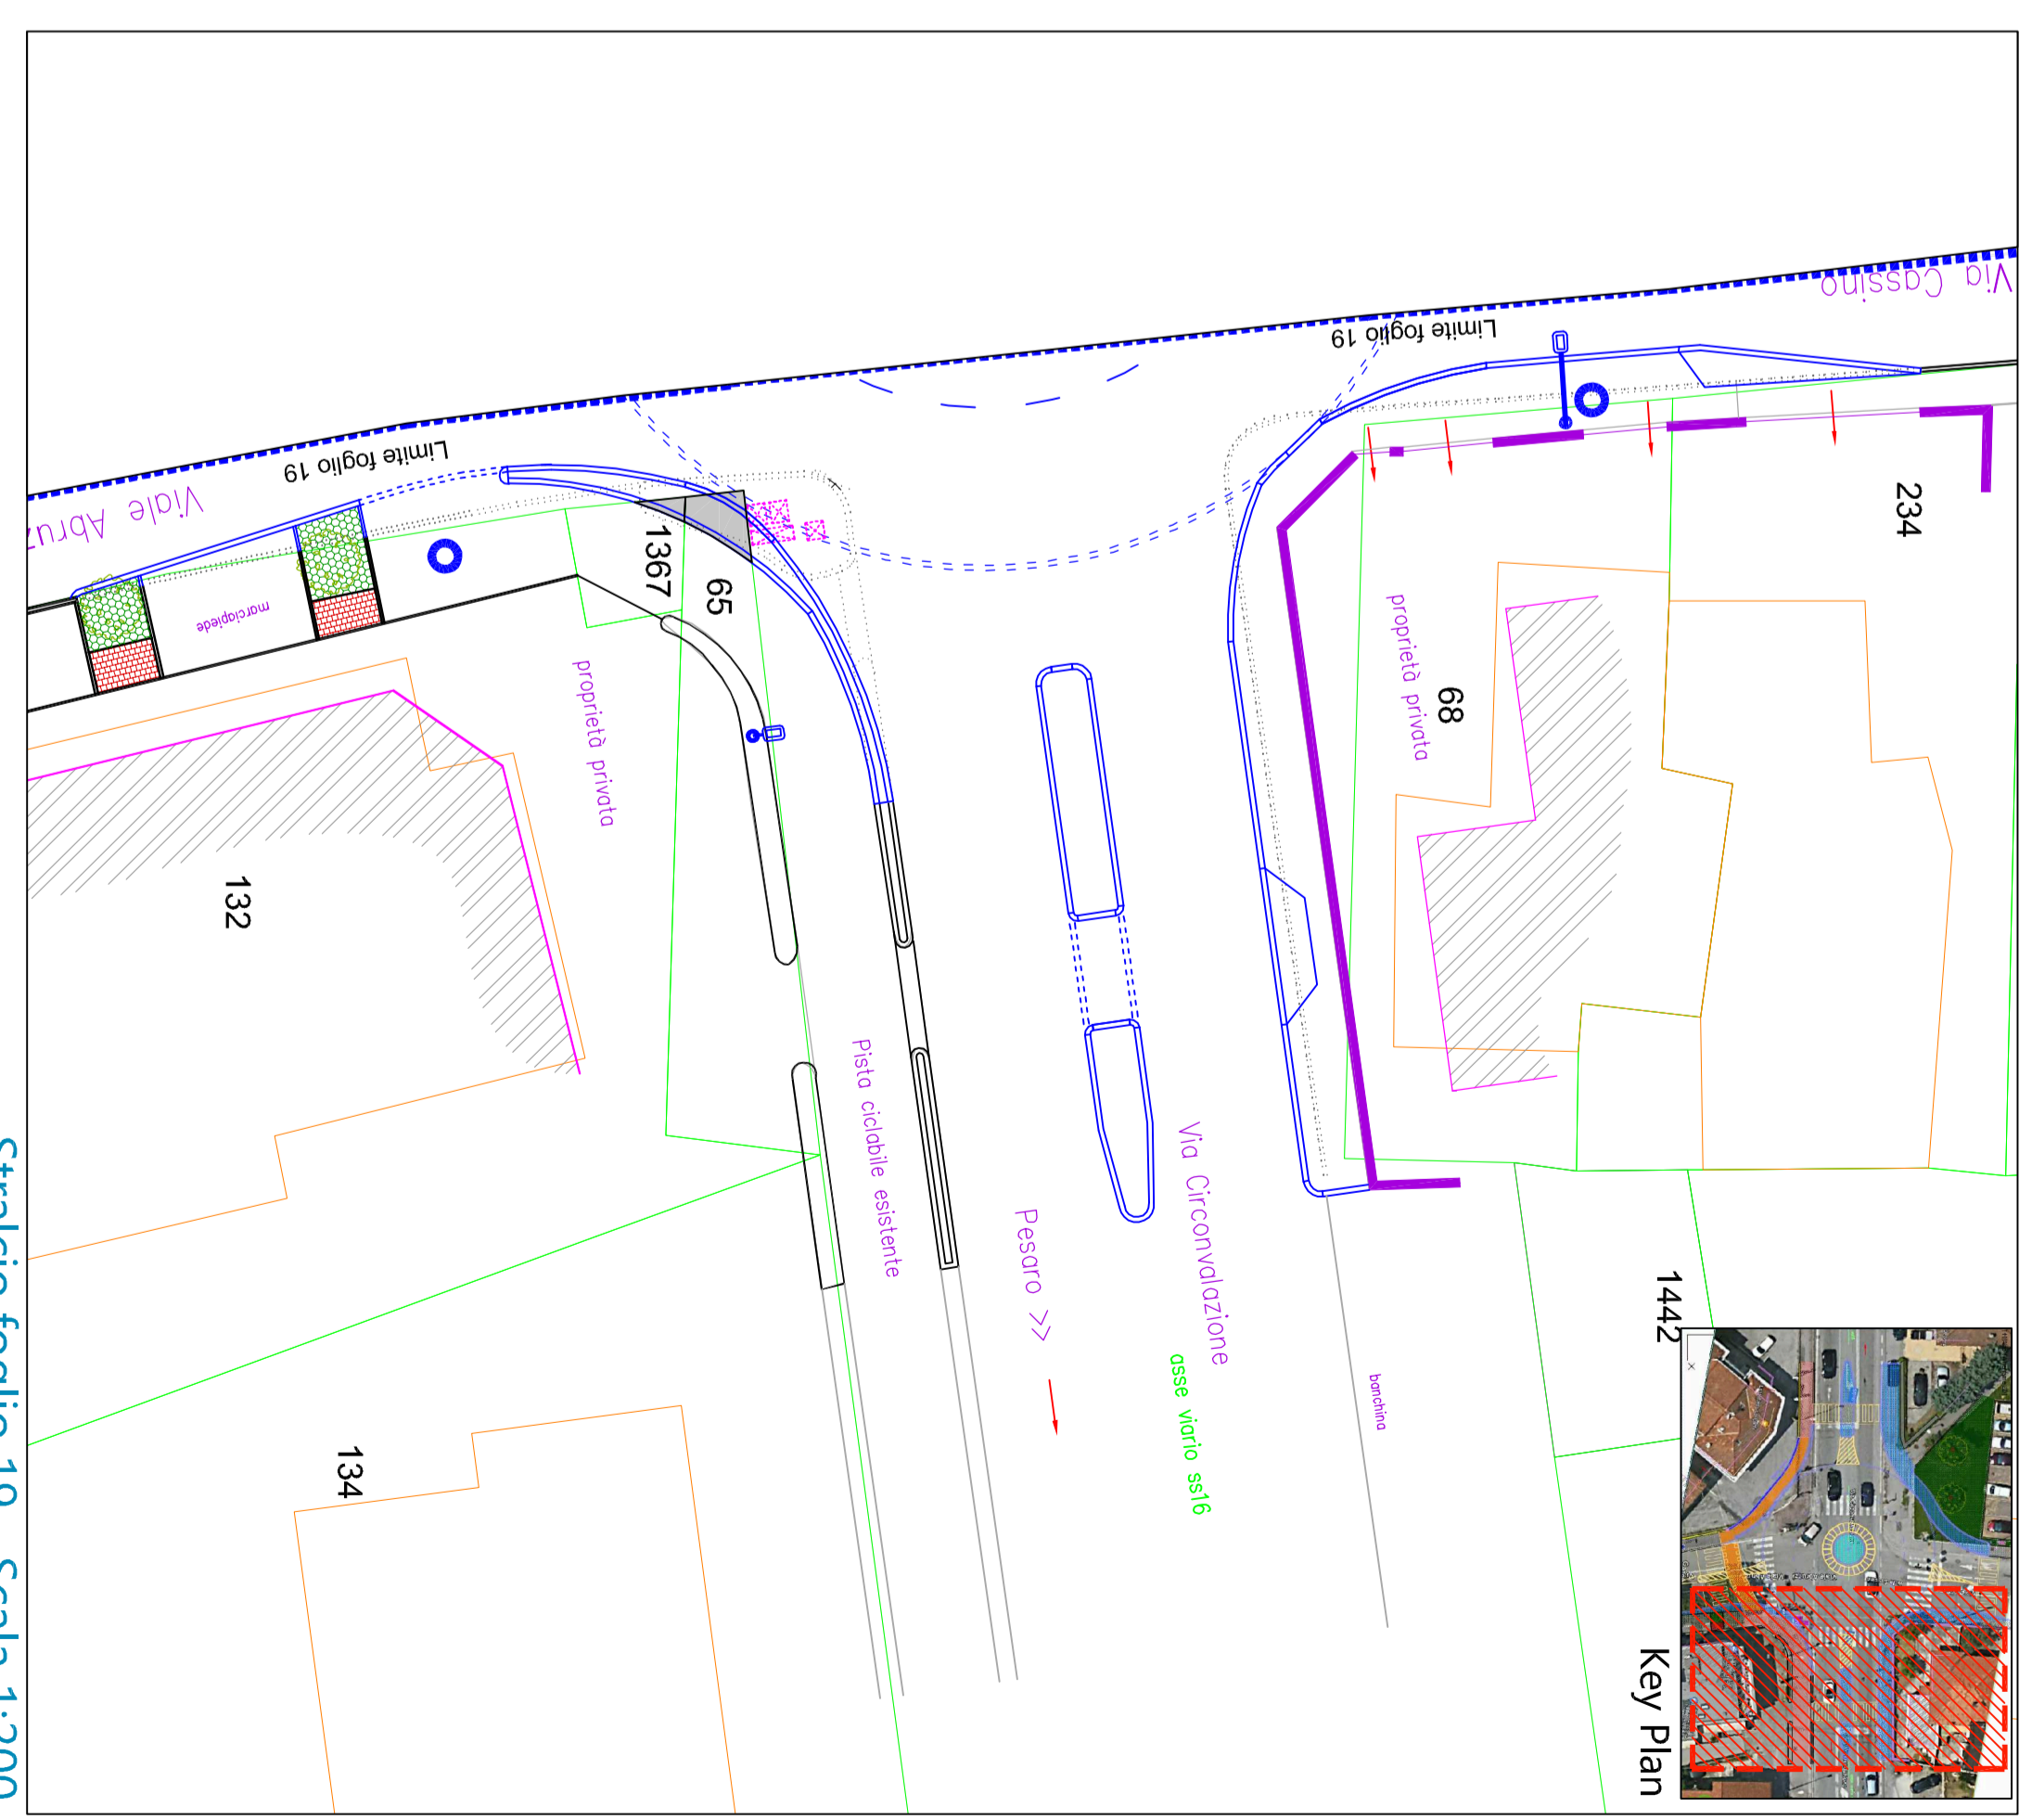 Via Cassino
Limite foglio 19
Limite foglio 19
Viale Abruz
marciapiede
1367
65
234
68
proprietà privata
proprietà privata
132
Pista ciclabile esistente
Via Circonvalazione
Pesaro >>
asse viario ss16
banchina
1442
134
Key Plan
Stralcio foglio 19 Scala 1:200